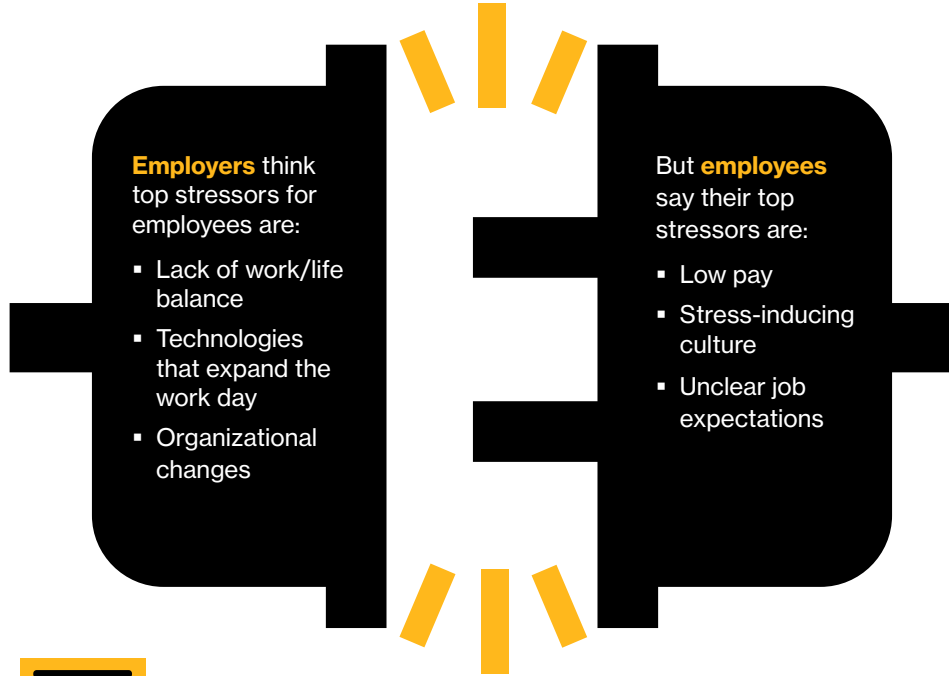 Employers think
top stressors for
employees are:
▪ Lack of work/life
balance
▪ Technologies
that expand the
work day
▪ Organizational
changes
But employees
say their top
stressors are:
▪ Low pay
▪ Stress-inducing
culture
▪ Unclear job
expectations